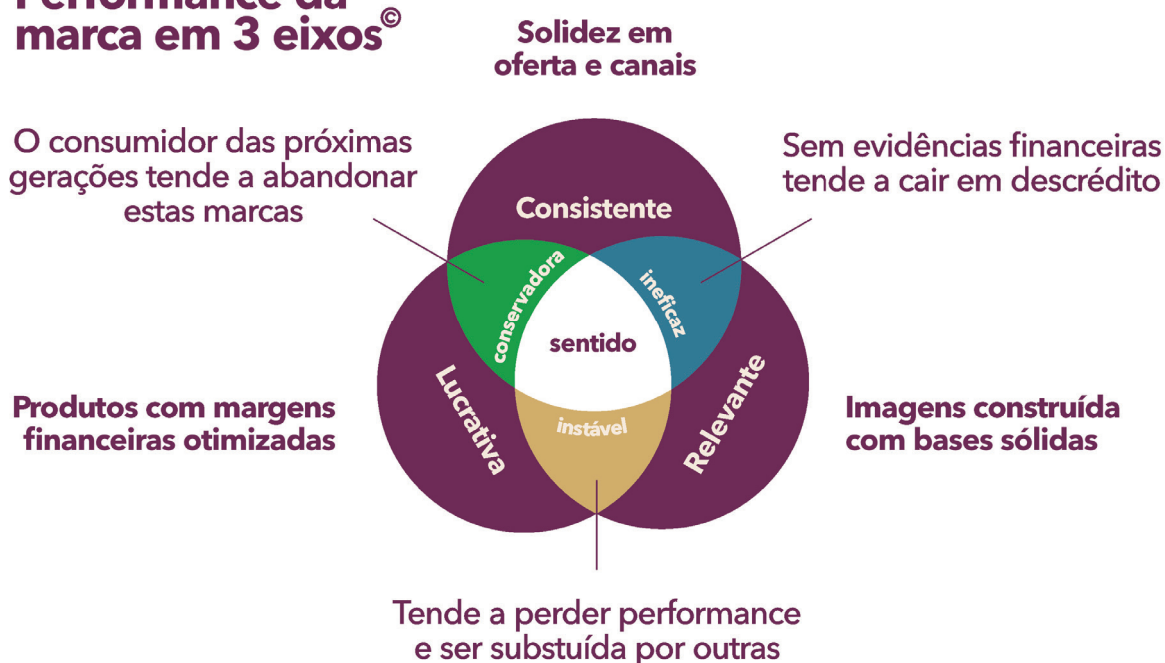 Performance da
marca em 3 eixos©
Solidez em
oferta e canais
O consumidor das próximas
gerações tende a abandonar
estas marcas
Sem evidências financeiras
tende a cair em descrédito
Consistente
conservadora
ineficaz
sentido
Lucrativa
Relevante
instável
Produtos com margens
financeiras otimizadas
Imagens construída
com bases sólidas
Tende a perder performance
e ser substuída por outras